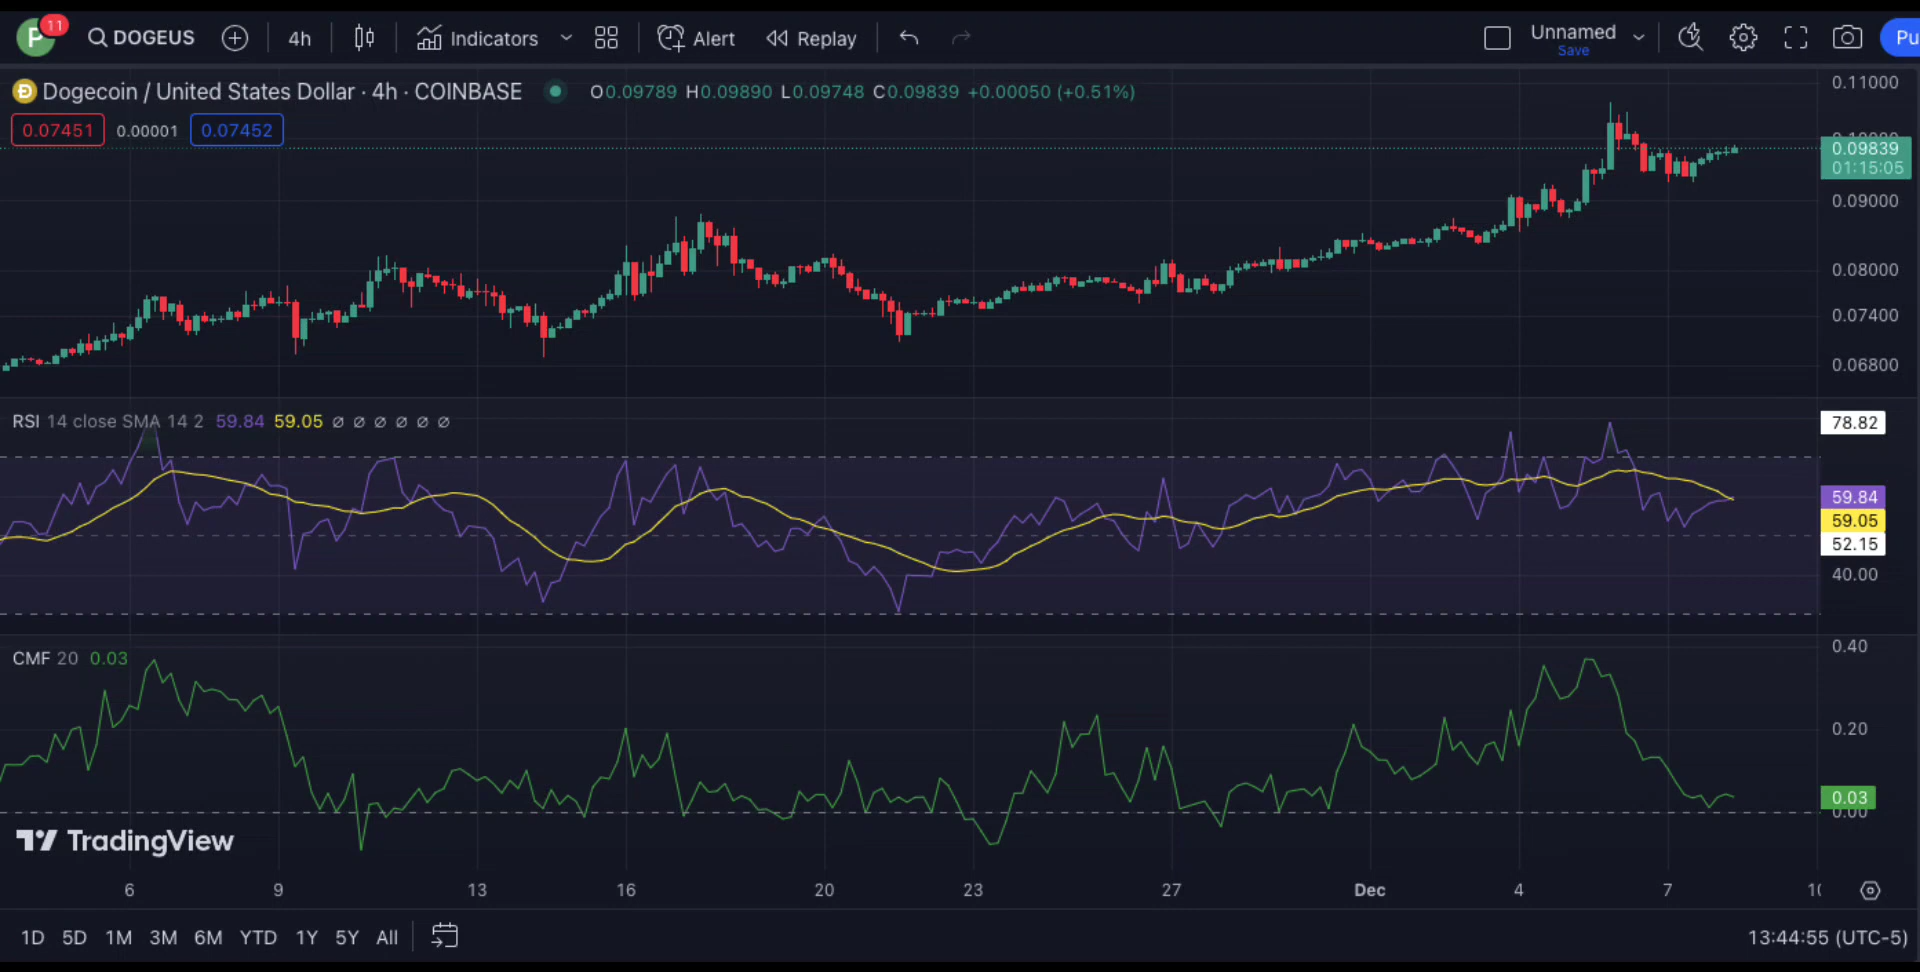 P 11 DOGEUS 4h Indicators Alert Replay Unnamed Save Pu
Dogecoin / United States Dollar · 4h · COINBASE O0.09789 H0.09890 L0.09748 C0.09839 +0.00050 (+0.51%)
0.07451 0.00001 0.07452
0.11000
0.09839
01:15:05
0.09000
0.08000
0.07400
0.06800
RSI 14 close SMA 14 2 59.84 59.05 ∅ ∅ ∅ ∅ ∅ ∅
78.82
59.84
59.05
52.15
40.00
CMF 20 0.03
0.40
0.20
0.03
0.00
TradingView
6 9 13 16 20 23 27 Dec 4 7
1D 5D 1M 3M 6M YTD 1Y 5Y All 13:44:55 (UTC-5)